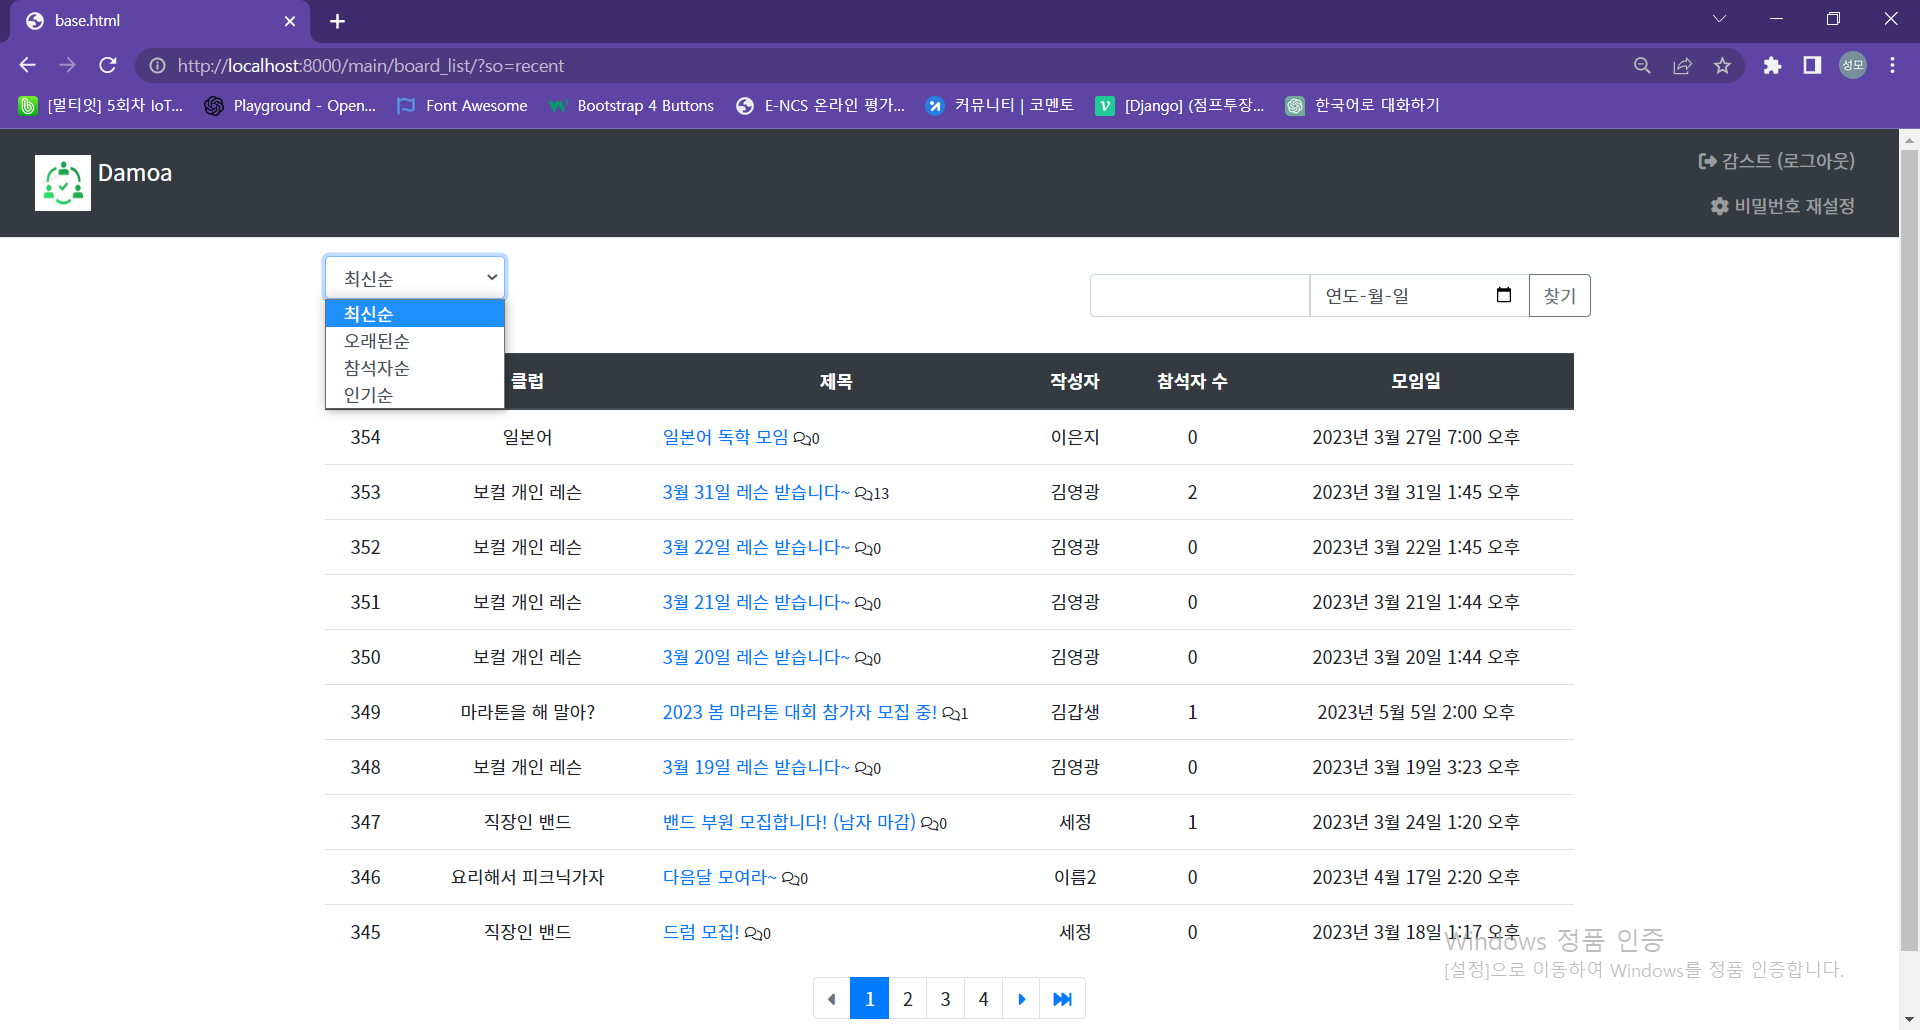 base.html
http://localhost:8000/main/board_list/?so=recent
성모
[멀티잇] 5회차 IoT...
Playground - Open...
Font Awesome
Bootstrap 4 Buttons
E-NCS 온라인 평가...
커뮤니티 | 코멘토
[Django] (점프투장...
한국어로 대화하기
Damoa
감스트 (로그아웃)
비밀번호 재설정
최신순
연도-월-일
찾기
최신순
오래된순
참석자순
인기순
클럽 제목 작성자 참석자 수 모임일
354 일본어 일본어 독학 모임 0 이은지 0 2023년 3월 27일 7:00 오후
353 보컬 개인 레슨 3월 31일 레슨 받습니다~ 13 김영광 2 2023년 3월 31일 1:45 오후
352 보컬 개인 레슨 3월 22일 레슨 받습니다~ 0 김영광 0 2023년 3월 22일 1:45 오후
351 보컬 개인 레슨 3월 21일 레슨 받습니다~ 0 김영광 0 2023년 3월 21일 1:44 오후
350 보컬 개인 레슨 3월 20일 레슨 받습니다~ 0 김영광 0 2023년 3월 20일 1:44 오후
349 마라톤을 해 말아? 2023 봄 마라톤 대회 참가자 모집 중! 1 김갑생 1 2023년 5월 5일 2:00 오후
348 보컬 개인 레슨 3월 19일 레슨 받습니다~ 0 김영광 0 2023년 3월 19일 3:23 오후
347 직장인 밴드 밴드 부원 모집합니다! (남자 마감) 0 세정 1 2023년 3월 24일 1:20 오후
346 요리해서 피크닉가자 다음달 모여라~ 0 이름2 0 2023년 4월 17일 2:20 오후
345 직장인 밴드 드럼 모집! 0 세정 0 2023년 3월 18일 1:17 오후
Windows 정품 인증
[설정]으로 이동하여 Windows를 정품 인증합니다.
1 2 3 4